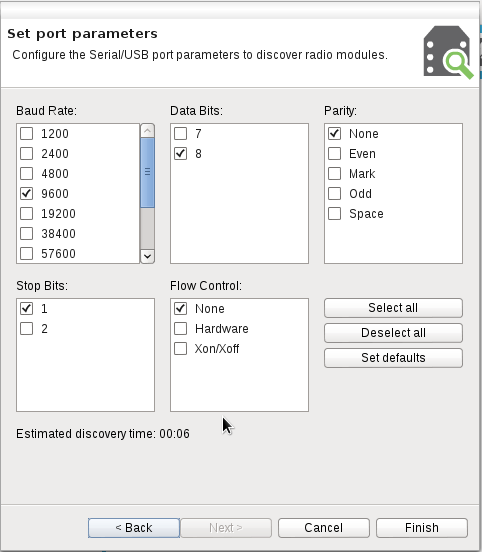 Set port parameters
Configure the Serial/USB port parameters to discover radio modules.
Baud Rate:
1200
2400
4800
9600
19200
38400
57600
Data Bits:
7
8
Parity:
None
Even
Mark
Odd
Space
Stop Bits:
1
2
Flow Control:
None
Hardware
Xon/Xoff
Select all
Deselect all
Set defaults
Estimated discovery time: 00:06
< Back
Next >
Cancel
Finish